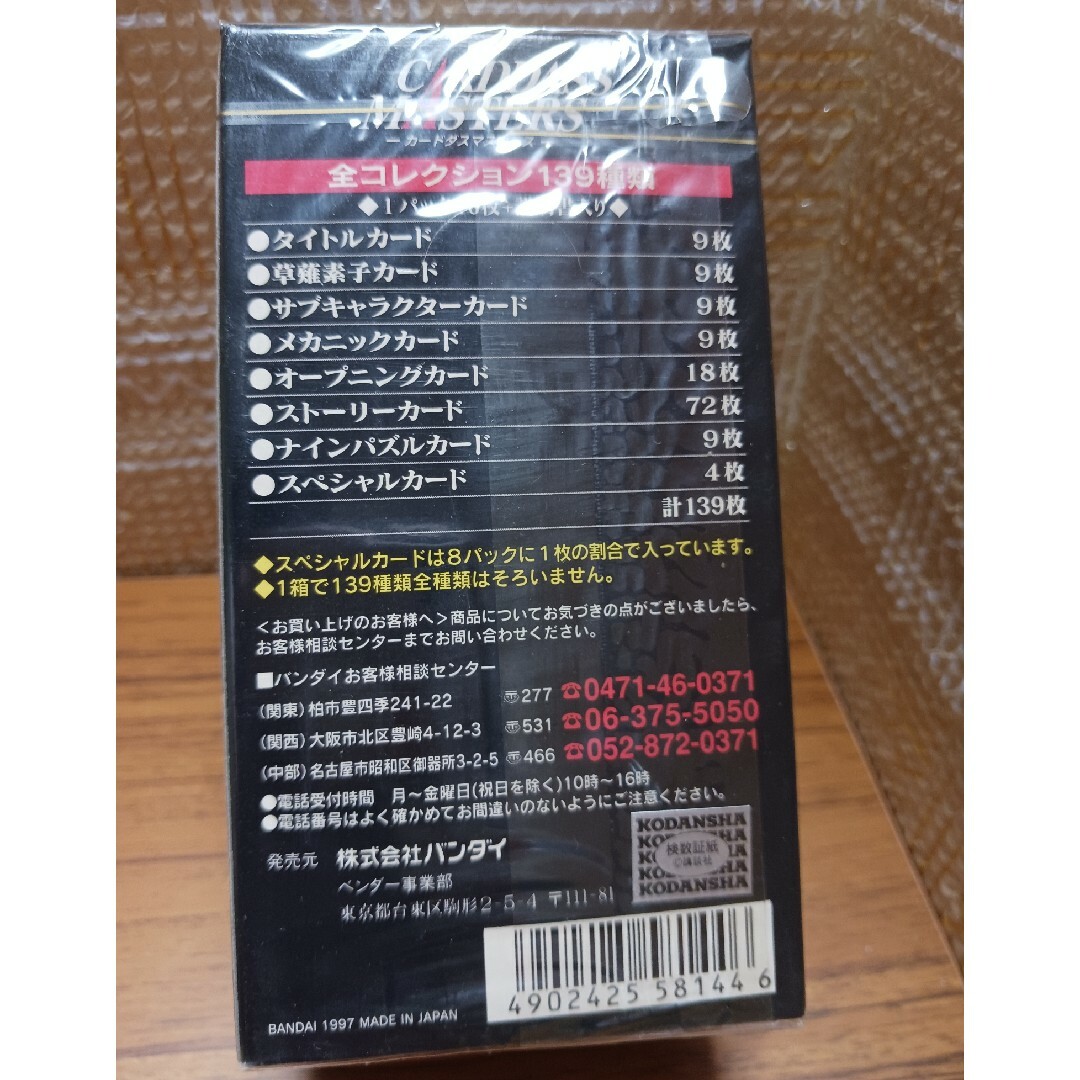 CARDDASS
MASTERS
全コレクション139種類
◆1パック
入り◆
●タイトルカード 9枚
●草薙素子カード 9枚
●サブキャラクターカード 9枚
●メカニックカード 9枚
●オープニングカード 18枚
●ストーリーカード 72枚
●ナインパズルカード 9枚
●スペシャルカード 4枚
計139枚
◆スペシャルカードは8パックに1枚の割合で入っています。
◆1箱で139種類全種類はそろいません。
<お買い上げのお客様へ>商品についてお気づきの点がございましたら、
お客様相談センターまでお問い合わせください。
■バンダイお客様相談センター
(関東)柏市豊四季241-22 〠277 ☎0471-46-0371
(関西)大阪市北区豊崎4-12-3 〠531 ☎06-375-5050
(中部)名古屋市昭和区御器所3-2-5 〠466 ☎052-872-0371
●電話受付時間 月〜金曜日(祝日を除く)10時〜16時
●電話番号はよく確かめてお間違いのないようにご注意ください。
発売元 株式会社バンダイ
ベンダー事業部
東京都台東区駒形2-5-4 〒111-81
KODANSHA
検数証紙
©講談社
KODANSHA
4902425 581446
BANDAI 1997 MADE IN JAPAN